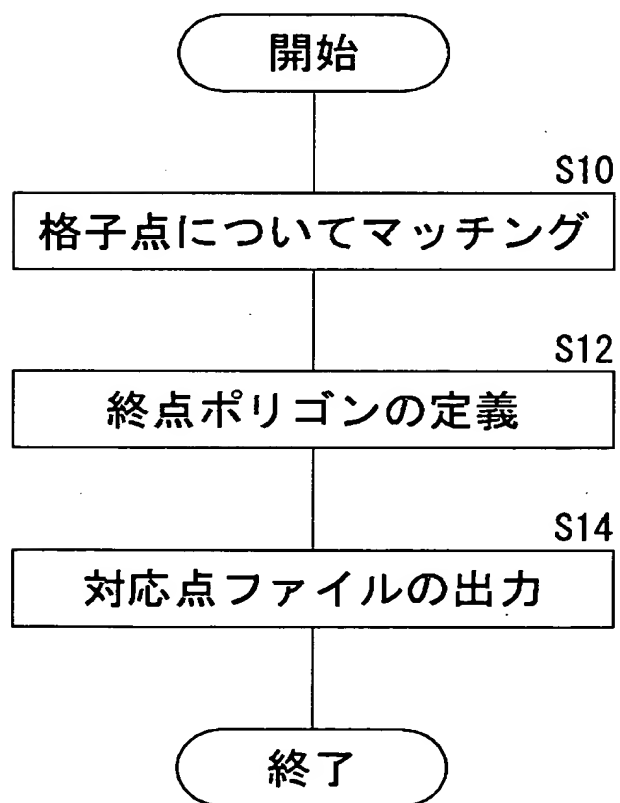 開始
S10
格子点についてマッチング
S12
終点ポリゴンの定義
S14
対応点ファイルの出力
終了